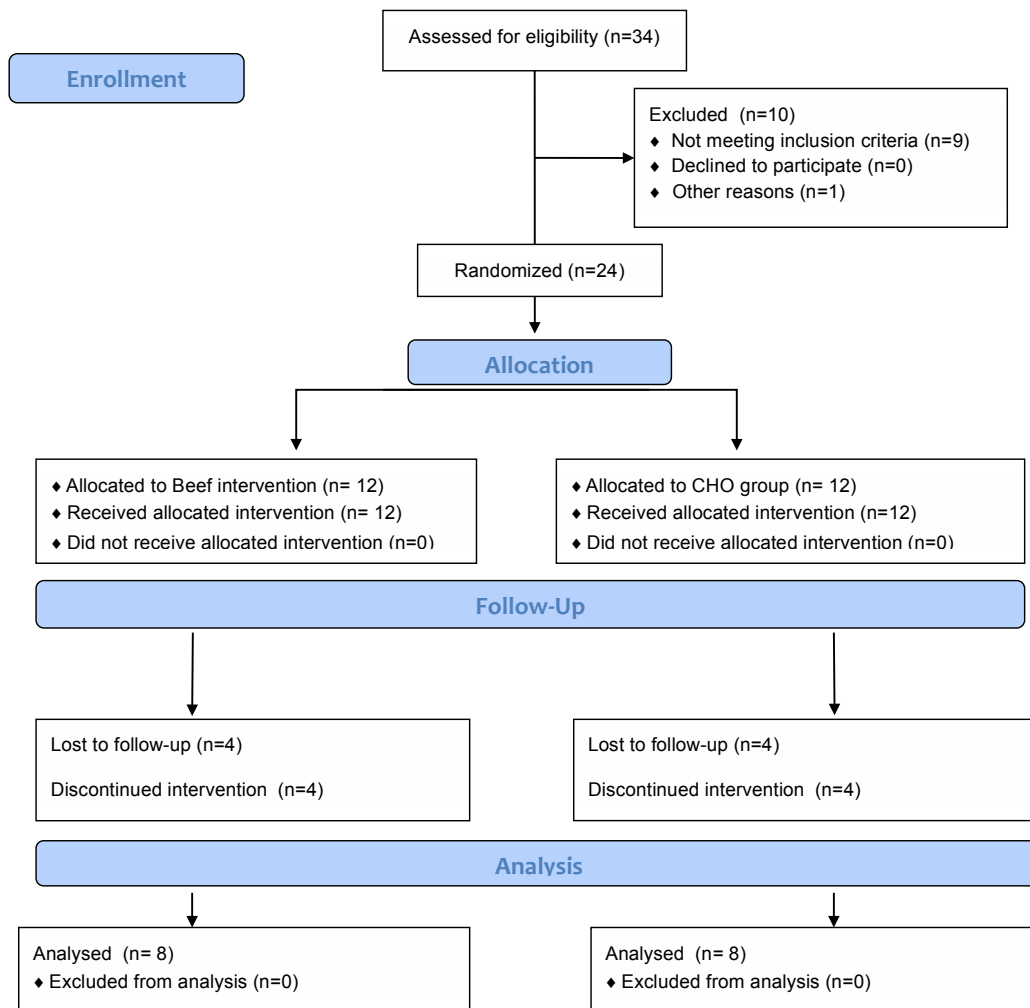 Assessed for eligibility (n=34)
Enrollment
Excluded (n=10)
♦ Not meeting inclusion criteria (n=9)
♦ Declined to participate (n=0)
♦ Other reasons (n=1)
Randomized (n=24)
Allocation
♦ Allocated to Beef intervention (n= 12)
♦ Received allocated intervention (n= 12)
♦ Did not receive allocated intervention (n=0)
♦ Allocated to CHO group (n= 12)
♦ Received allocated intervention (n=12)
♦ Did not receive allocated intervention (n=0)
Follow-Up
Lost to follow-up (n=4)
Discontinued intervention (n=4)
Lost to follow-up (n=4)
Discontinued intervention (n=4)
Analysis
Analysed (n= 8)
♦ Excluded from analysis (n=0)
Analysed (n= 8)
♦ Excluded from analysis (n=0)